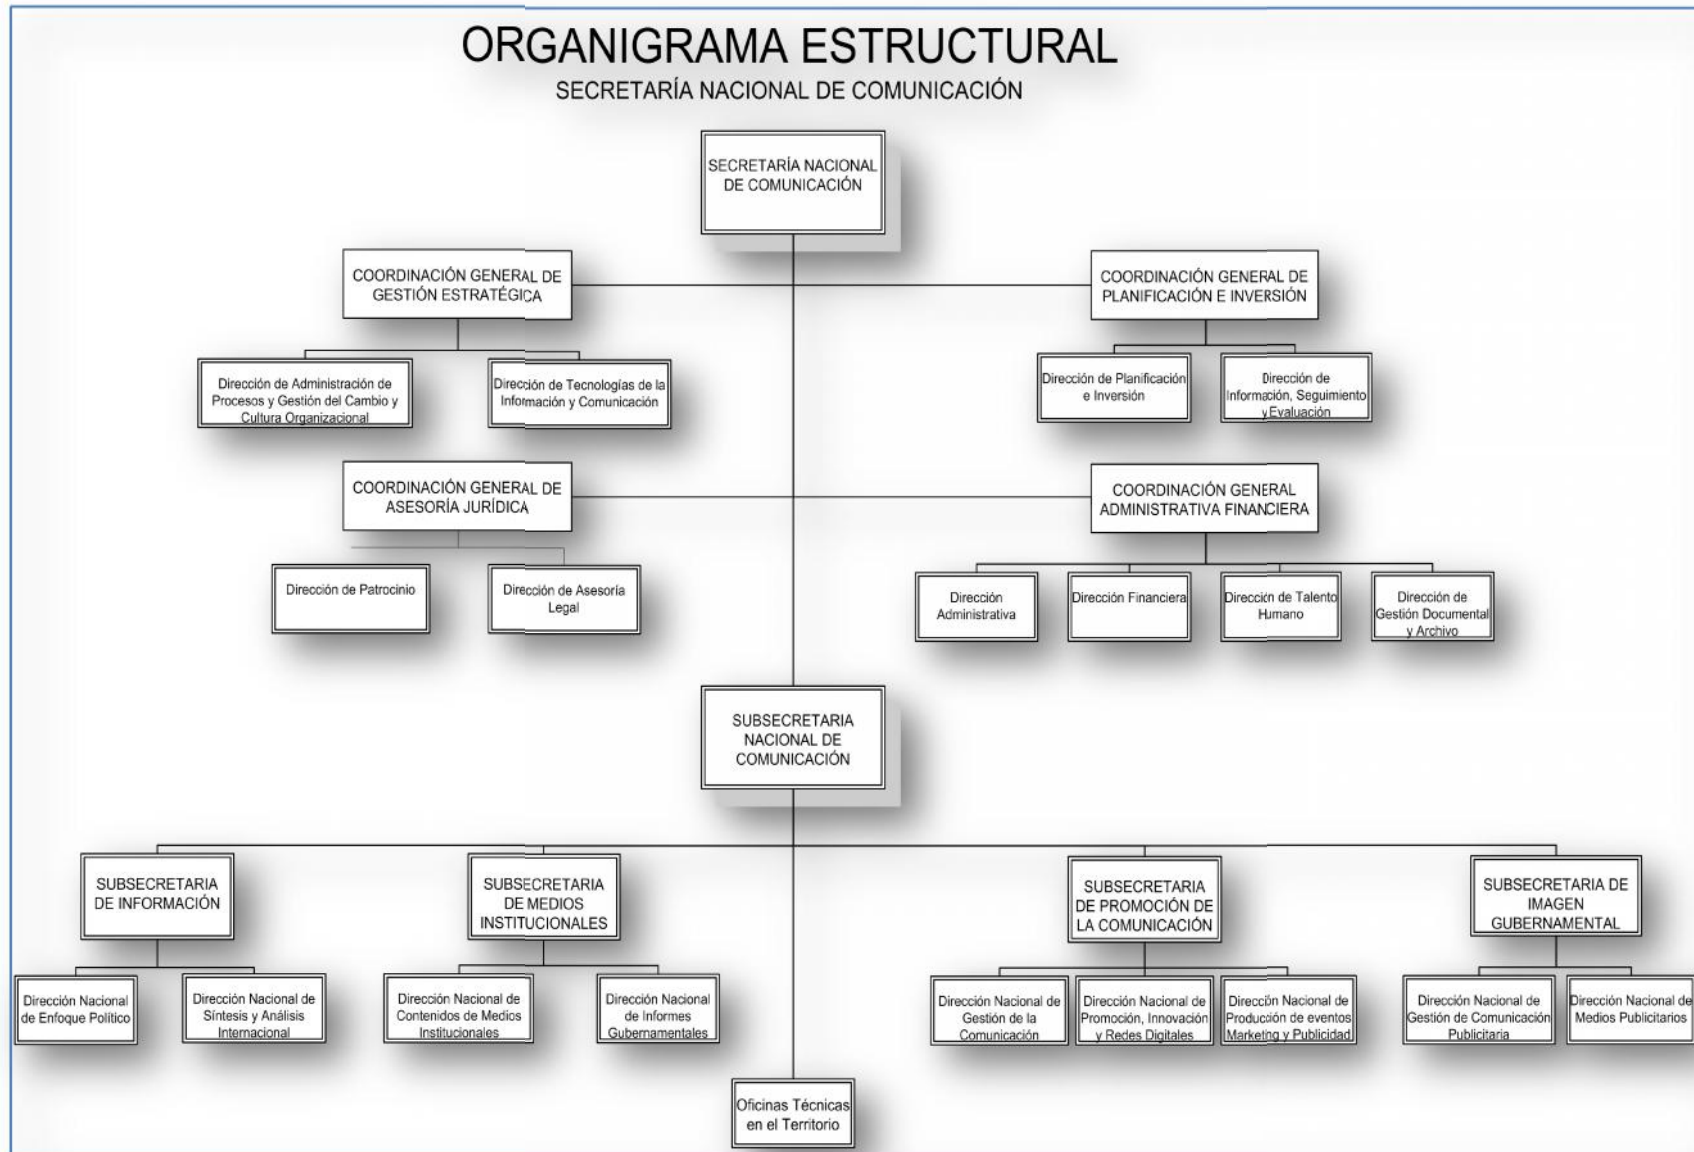 ORGANIGRAMA ESTRUCTURAL
SECRETARÍA NACIONAL DE COMUNICACIÓN
SECRETARÍA NACIONAL
DE COMUNICACIÓN
COORDINACIÓN GENERAL DE
GESTIÓN ESTRATÉGICA
COORDINACIÓN GENERAL DE
PLANIFICACIÓN E INVERSIÓN
Dirección de Administración de
Procesos y Gestión del Cambio y
Cultura Organizacional
Dirección de Tecnologías de la
Información y Comunicación
Dirección de Planificación
e Inversión
Dirección de
Información, Seguimiento
y Evaluación
COORDINACIÓN GENERAL DE
ASESORÍA JURÍDICA
COORDINACIÓN GENERAL
ADMINISTRATIVA FINANCIERA
Dirección de Patrocinio
Dirección de Asesoría
Legal
Dirección
Administrativa
Dirección Financiera
Dirección de Talento
Humano
Dirección de
Gestión Documental
y Archivo
SUBSECRETARIA
NACIONAL DE
COMUNICACIÓN
SUBSECRETARIA
DE INFORMACIÓN
SUBSECRETARIA
DE MEDIOS
INSTITUCIONALES
SUBSECRETARIA
DE PROMOCIÓN DE
LA COMUNICACIÓN
SUBSECRETARIA DE
IMAGEN
GUBERNAMENTAL
Dirección Nacional
de Enfoque Político
Dirección Nacional de
Síntesis y Análisis
Internacional
Dirección Nacional de
Contenidos de Medios
Institucionales
Dirección Nacional
de Informes
Gubernamentales
Dirección Nacional de
Gestión de la
Comunicación
Dirección Nacional de
Promoción, Innovación
y Redes Digitales
Dirección Nacional de
Producción de eventos
Marketing y Publicidad
Dirección Nacional de
Gestión de Comunicación
Publicitaria
Dirección Nacional de
Medios Publicitarios
Oficinas Técnicas
en el Territorio